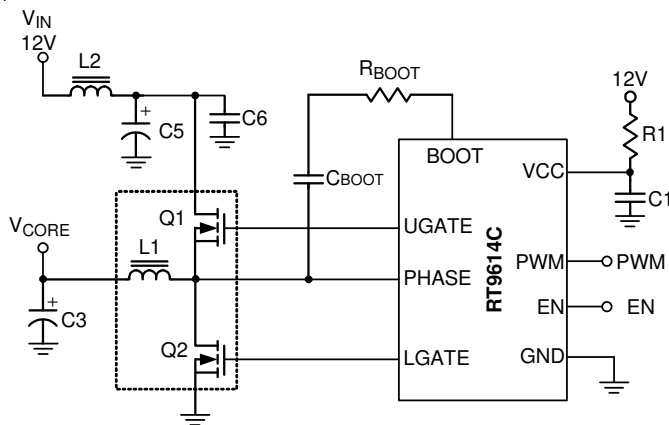 VIN
12V
L2
C5
+
C6
RBOOT
CBOOT
BOOT
12V
R1
VCC
C1
VCORE
L1
Q1
UGATE
PHASE
RT9614C
PWM
PWM
EN
EN
C3
+
Q2
LGATE
GND